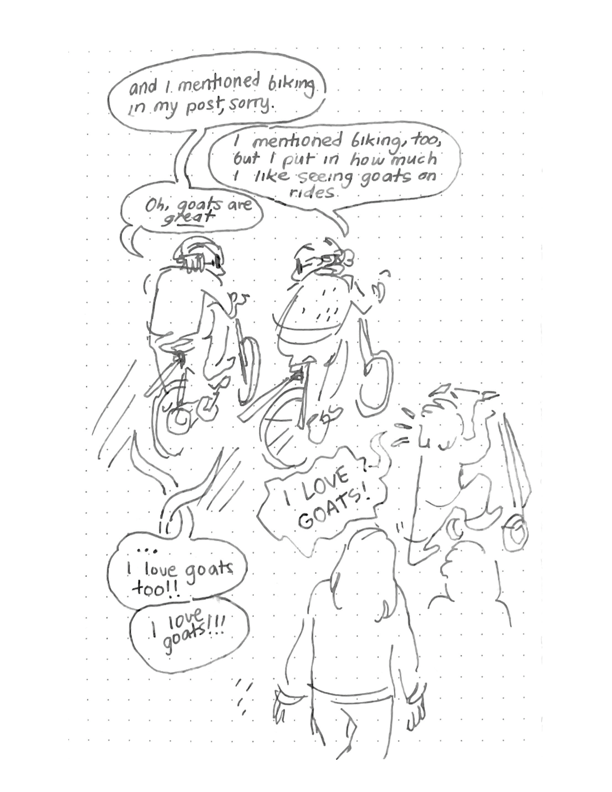 and I mentioned biking
in my post, sorry.
I mentioned biking, too,
but I put in how much
I like seeing goats on
rides.
Oh, goats are
great
I LOVE
GOATS!
...
I love goats
too!!
I love
goats!!!